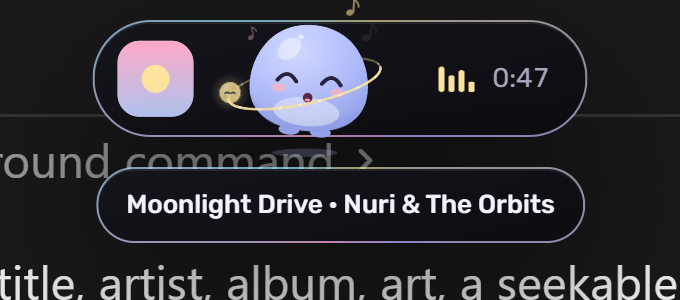 0:47
round command >
Moonlight Drive • Nuri & The Orbits
title, artist, album, art, a seekable